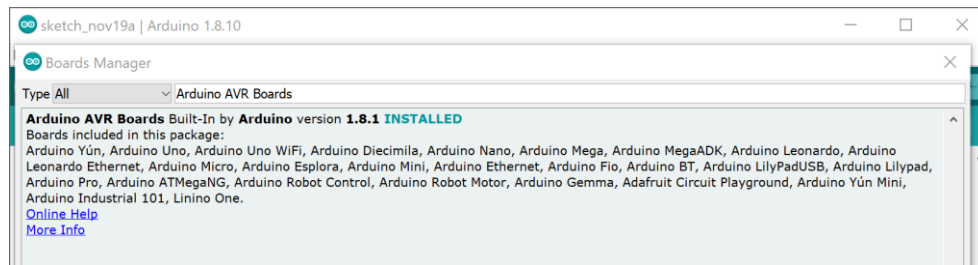 sketch_nov19a | Arduino 1.8.10
Boards Manager
Type All Arduino AVR Boards
Arduino AVR Boards Built-In by Arduino version 1.8.1 INSTALLED
Boards included in this package:
Arduino Yún, Arduino Uno, Arduino Uno WiFi, Arduino Diecimila, Arduino Nano, Arduino Mega, Arduino MegaADK, Arduino Leonardo, Arduino
Leonardo Ethernet, Arduino Micro, Arduino Esplora, Arduino Mini, Arduino Ethernet, Arduino Fio, Arduino BT, Arduino LilyPadUSB, Arduino Lilypad,
Arduino Pro, Arduino ATMegaNG, Arduino Robot Control, Arduino Robot Motor, Arduino Gemma, Adafruit Circuit Playground, Arduino Yún Mini,
Arduino Industrial 101, Linino One.
Online Help
More Info